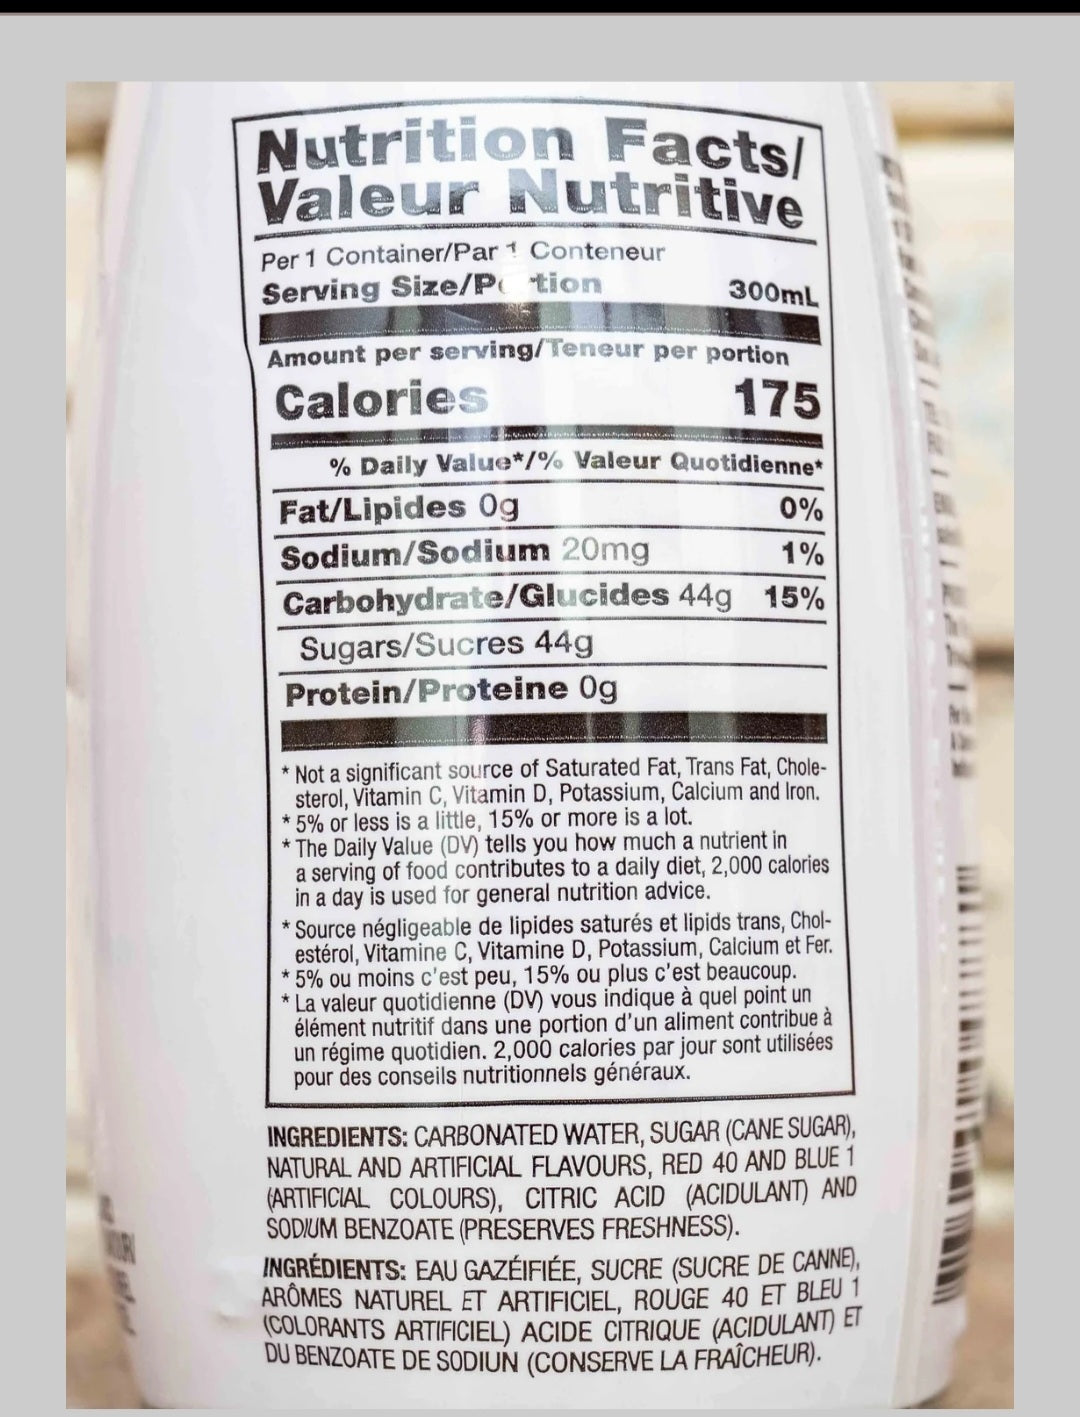 Nutrition Facts/
Valeur Nutritive
Per 1 Container/Par 1 Conteneur
Serving Size/Portion 300mL
Amount per serving/Teneur per portion
Calories 175
% Daily Value*/% Valeur Quotidienne*
Fat/Lipides 0g 0%
Sodium/Sodium 20mg 1%
Carbohydrate/Glucides 44g 15%
Sugars/Sucres 44g
Protein/Proteine 0g
* Not a significant source of Saturated Fat, Trans Fat, Chole-
sterol, Vitamin C, Vitamin D, Potassium, Calcium and Iron.
* 5% or less is a little, 15% or more is a lot.
* The Daily Value (DV) tells you how much a nutrient in
a serving of food contributes to a daily diet, 2,000 calories
in a day is used for general nutrition advice.
* Source négligeable de lipides saturés et lipids trans, Chol-
estérol, Vitamine C, Vitamine D, Potassium, Calcium et Fer.
* 5% ou moins c'est peu, 15% ou plus c'est beaucoup.
* La valeur quotidienne (DV) vous indique à quel point un
élément nutritif dans une portion d'un aliment contribue à
un régime quotidien. 2,000 calories par jour sont utilisées
pour des conseils nutritionnels généraux.
INGREDIENTS: CARBONATED WATER, SUGAR (CANE SUGAR),
NATURAL AND ARTIFICIAL FLAVOURS, RED 40 AND BLUE 1
(ARTIFICIAL COLOURS), CITRIC ACID (ACIDULANT) AND
SODIUM BENZOATE (PRESERVES FRESHNESS).
INGRÉDIENTS: EAU GAZÉIFIÉE, SUCRE (SUCRE DE CANNE),
ARÔMES NATUREL ET ARTIFICIEL, ROUGE 40 ET BLEU 1
(COLORANTS ARTIFICIEL) ACIDE CITRIQUE (ACIDULANT) ET
DU BENZOATE DE SODIUN (CONSERVE LA FRAÎCHEUR).